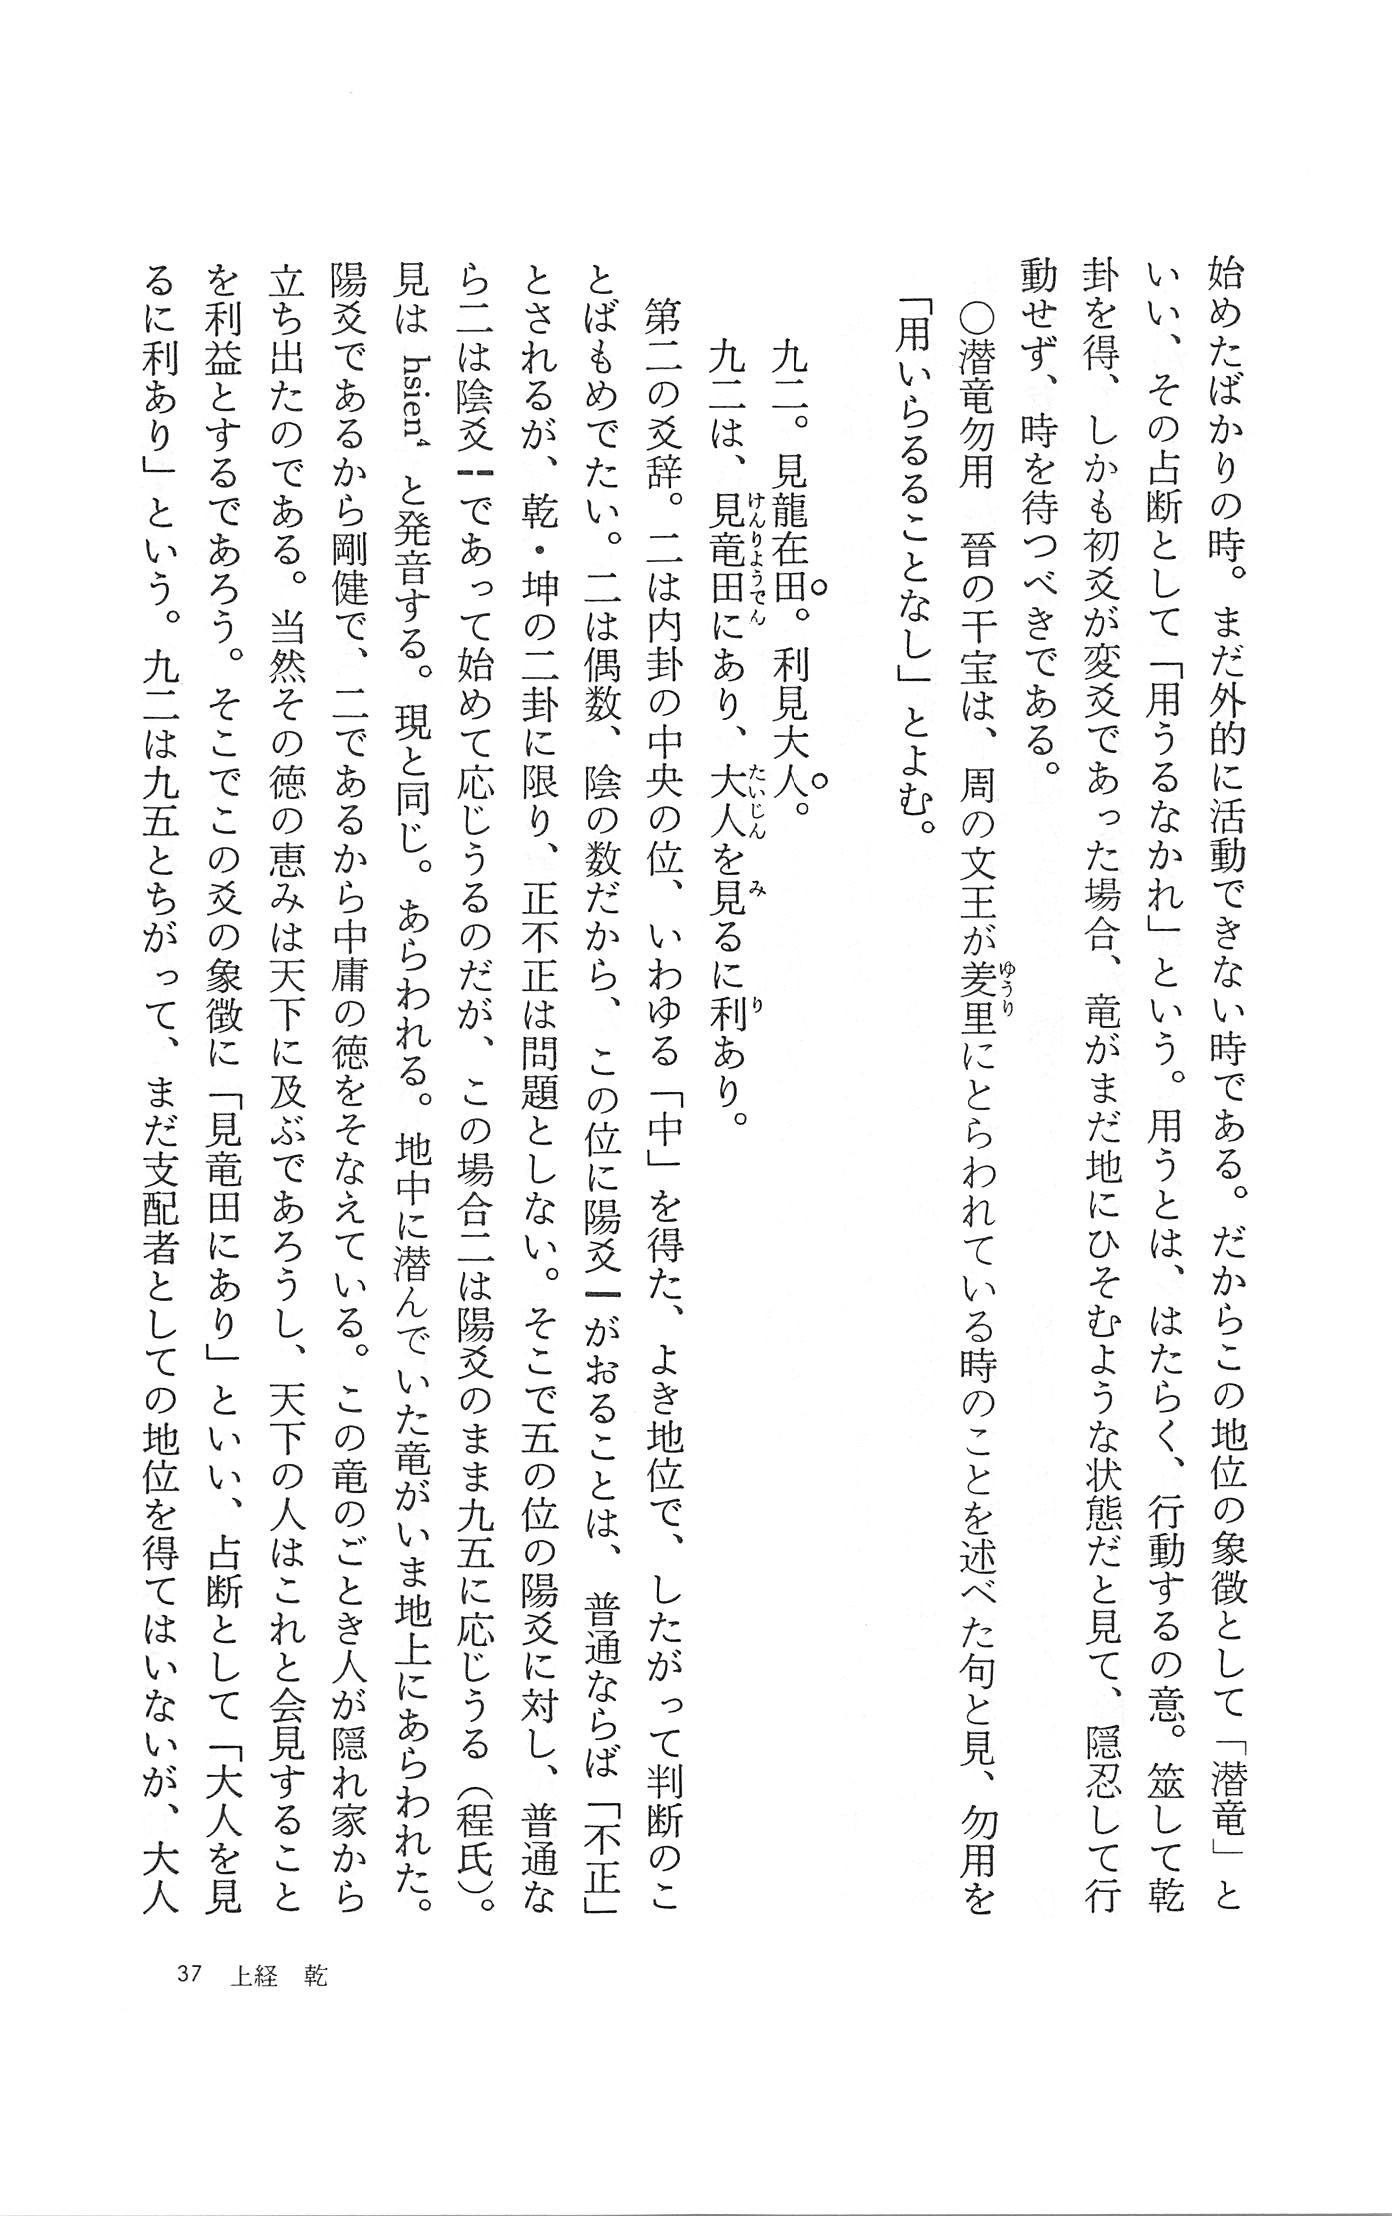 始めたばかりの時。まだ外的に活動できない時である。だからこの地位の象徴として「潜竜」と
いい、その占断として「用うるなかれ」という。用うとは、はたらく、行動するの意。筮して乾
卦を得、しかも初爻が変爻であった場合、竜がまだ地にひそむような状態だと見て、隠忍して行
動せず、時を待つべきである。
〇潜竜勿用　晉の干宝は、周の文王が羑里にとらわれている時のことを述べた句と見、勿用を
ゆうり
「用いらるることなし」とよむ。
九二。見龍在田。利見大人。
九二は、見竜田にあり、大人を見るに利あり。
けんりようでん　たいじん　み　り
第二の爻辞。二は内卦の中央の位、いわゆる「中」を得た、よき地位で、したがって判断のこ
とばもめでたい。二は偶数、陰の数だから、この位に陽爻⚊がおることは、普通ならば「不正」
とされるが、乾・坤の二卦に限り、正不正は問題としない。そこで五の位の陽爻に対し、普通な
ら二は陰爻⚋であって始めて応じうるのだが、この場合二は陽爻のまま九五に応じうる（程氏）。
見は hsien⁴ と発音する。現と同じ。あらわれる。地中に潜んでいた竜がいま地上にあらわれた。
陽爻であるから剛健で、二であるから中庸の徳をそなえている。この竜のごとき人が隠れ家から
立ち出たのである。当然その徳の恵みは天下に及ぶであろうし、天下の人はこれと会見すること
を利益とするであろう。そこでこの爻の象徴に「見竜田にあり」といい、占断として「大人を見
るに利あり」という。九二は九五とちがって、まだ支配者としての地位を得てはいないが、大人
37　上経　乾